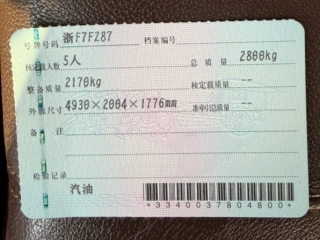 号牌号码 浙F7FZ87 档案编号
核定载人数 5人 总质量 2800kg
整备质量 2170kg 核定载质量 --
外廓尺寸 4930×2004×1776mm 准牵引总质量 --
备注
检验记录
汽油
*3340037804800*